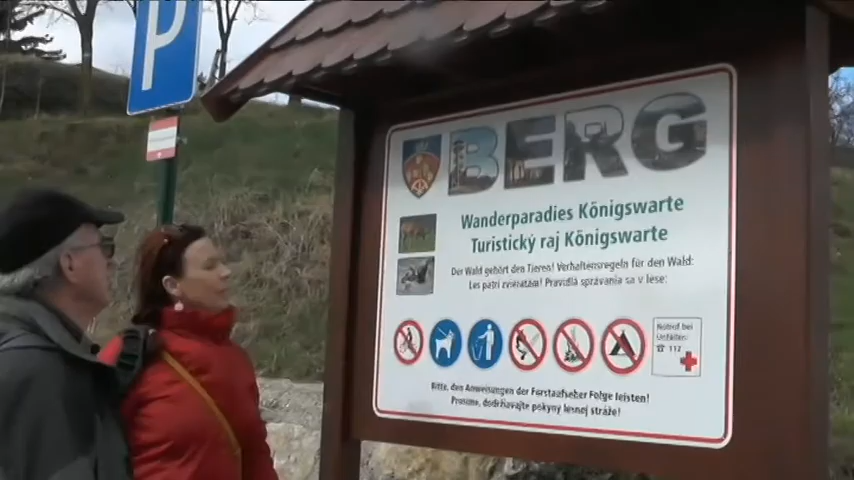 P
BERG
Wanderparadies Königswarte
Turistický raj Königswarte
Der Wald gehört den Tieren! Verhaltensregeln für den Wald:
Les patrí zvieratám! Pravidlá správania sa v lese:
Notruf bei
Unfällen
112
Bitte, den Anweisungen der Forstaufseher Folge leisten!
Prosíme, dodržiavajte pokyny lesnej stráže!